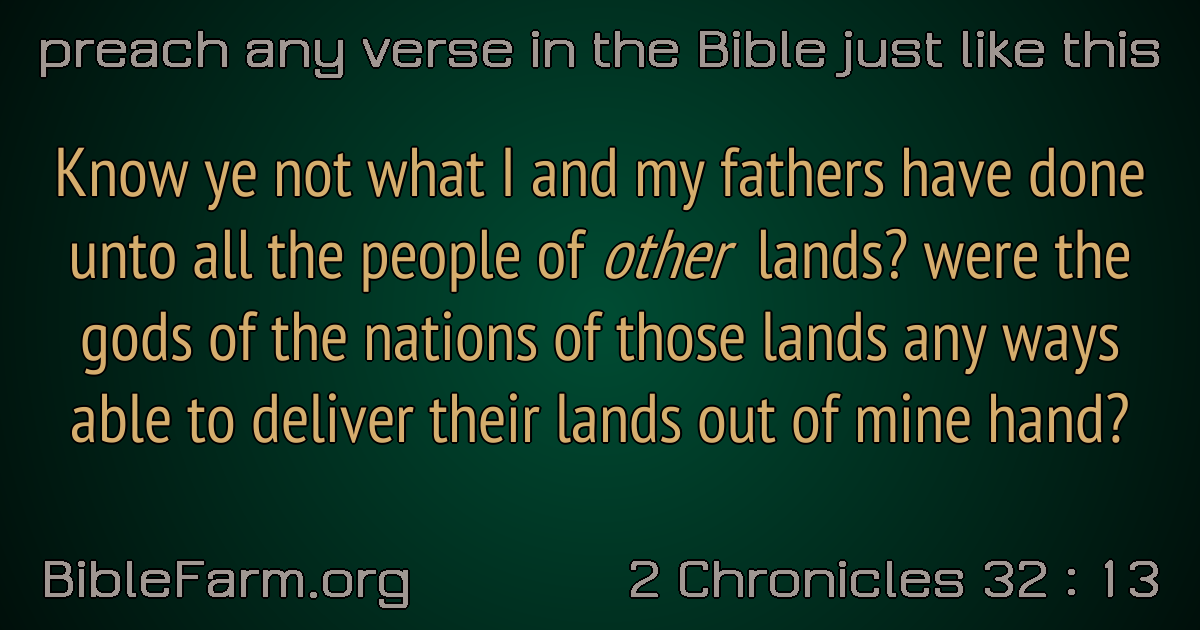 preach any verse in the Bible just like this
Know ye not what I and my fathers have done
unto all the people of other lands? were the
gods of the nations of those lands any ways
able to deliver their lands out of mine hand?
BibleFarm.org
2 Chronicles 32 : 13